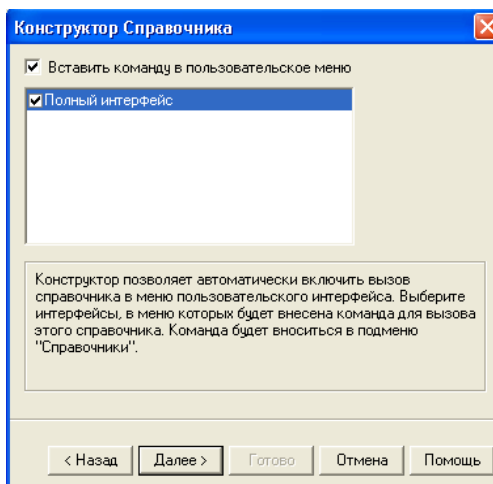 Конструктор Справочника
Вставить команду в пользовательское меню
Полный интерфейс
Конструктор позволяет автоматически включить вызов
справочника в меню пользовательского интерфейса. Выберите
интерфейсы, в меню которых будет внесена команда для вызова
этого справочника. Команда будет вноситься в подменю
"Справочники".
< Назад Далее > Готово Отмена Помощь